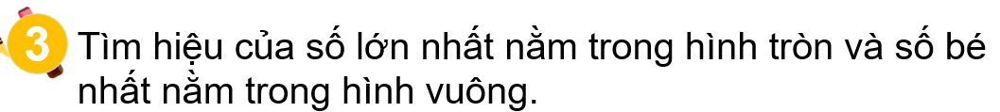 3 Tìm hiệu của số lớn nhất nằm trong hình tròn và số bé
nhất nằm trong hình vuông.